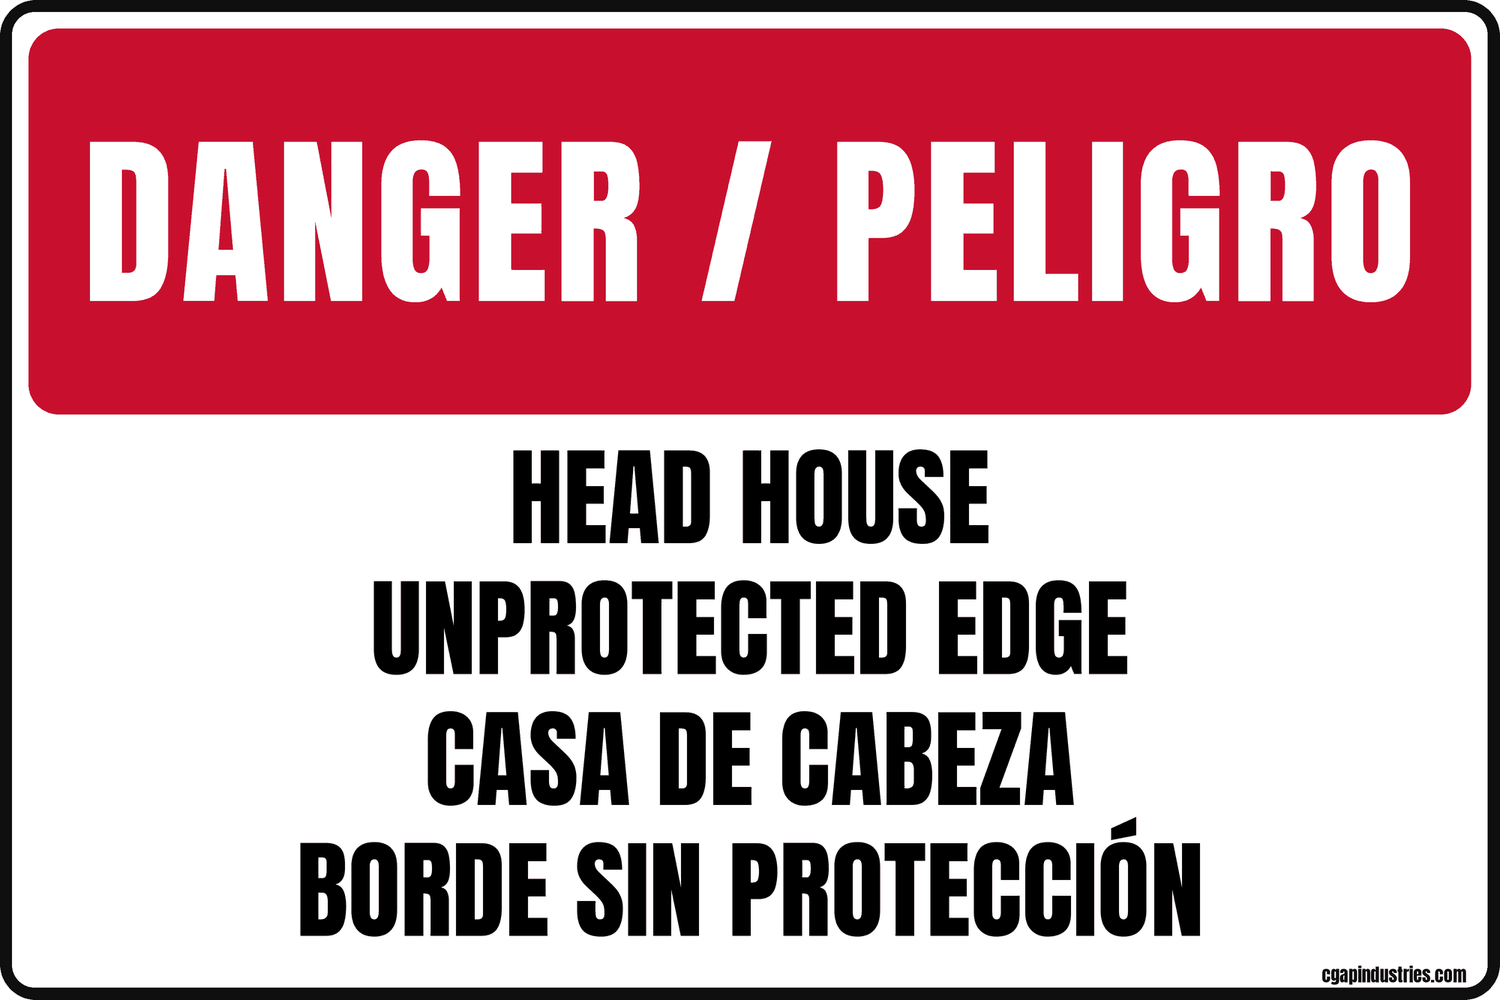 DANGER / PELIGRO
HEAD HOUSE
UNPROTECTED EDGE
CASA DE CABEZA
BORDE SIN PROTECCIÓN
cgapindustries.com